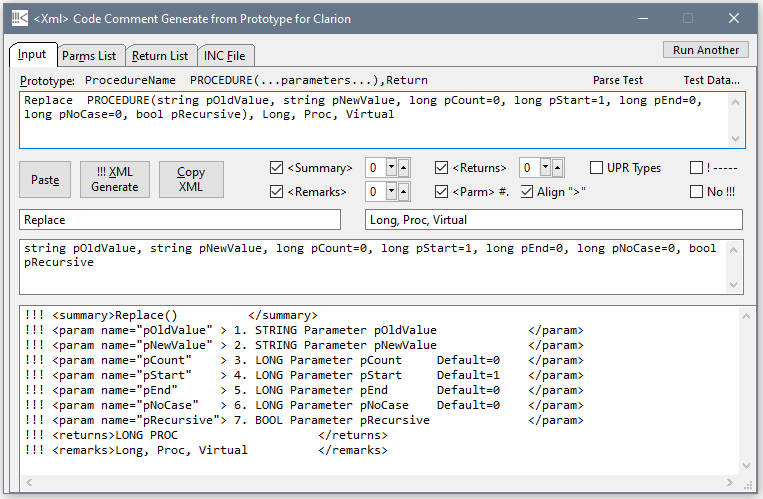 <Xml> Code Comment Generate from Prototype for Clarion
Input Parms List Return List INC File Run Another
Prototype: ProcedureName PROCEDURE(...parameters...),Return Parse Test Test Data...
Replace  PROCEDURE(string pOldValue, string pNewValue, long pCount=0, long pStart=1, long pEnd=0,
long pNoCase=0, bool pRecursive), Long, Proc, Virtual
Paste
!!! XML
Generate
Copy
XML
<Summary> 0 <Returns> 0 UPR Types ! -----
<Remarks> 0 <Parm> #. Align ">" No !!!
Replace Long, Proc, Virtual
string pOldValue, string pNewValue, long pCount=0, long pStart=1, long pEnd=0, long pNoCase=0, bool
pRecursive
!!! <summary>Replace()          </summary>
!!! <param name="pOldValue" > 1. STRING Parameter pOldValue             </param>
!!! <param name="pNewValue" > 2. STRING Parameter pNewValue             </param>
!!! <param name="pCount"    > 3. LONG Parameter pCount     Default=0    </param>
!!! <param name="pStart"    > 4. LONG Parameter pStart     Default=1    </param>
!!! <param name="pEnd"      > 5. LONG Parameter pEnd       Default=0    </param>
!!! <param name="pNoCase"   > 6. LONG Parameter pNoCase    Default=0    </param>
!!! <param name="pRecursive"> 7. BOOL Parameter pRecursive              </param>
!!! <returns>LONG PROC                    </returns>
!!! <remarks>Long, Proc, Virtual          </remarks>